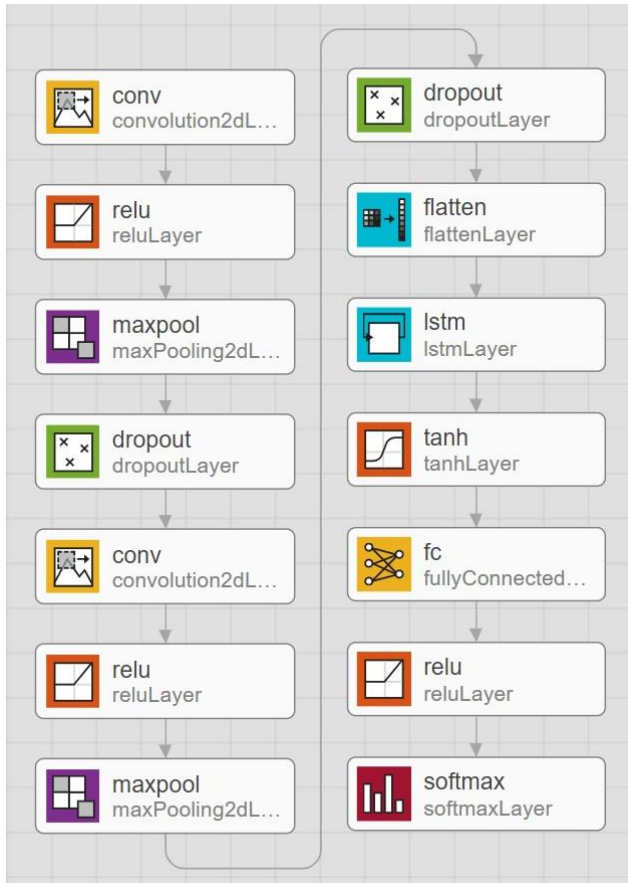 conv
convolution2dL...
relu
reluLayer
maxpool
maxPooling2dL...
dropout
dropoutLayer
conv
convolution2dL...
relu
reluLayer
maxpool
maxPooling2dL...
dropout
dropoutLayer
flatten
flattenLayer
lstm
lstmLayer
tanh
tanhLayer
fc
fullyConnected...
relu
reluLayer
softmax
softmaxLayer